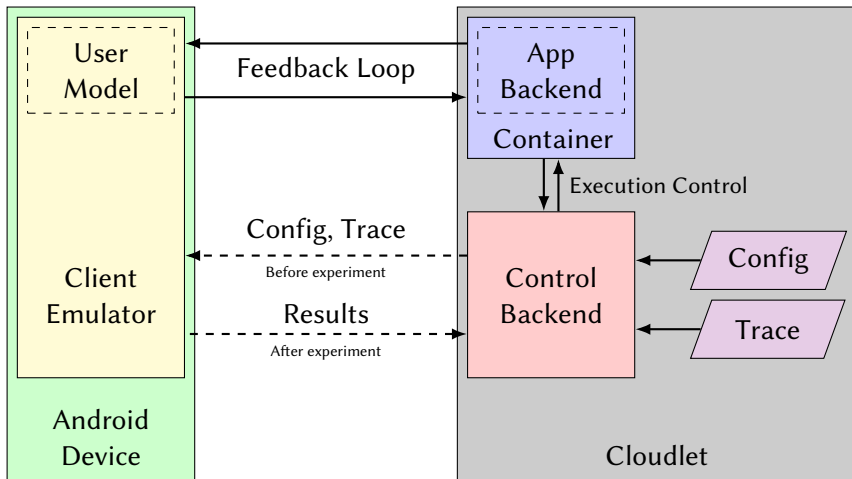 User
Model
Feedback Loop
App
Backend
Container
Execution Control
Config, Trace
Before experiment
Client
Emulator
Results
After experiment
Control
Backend
Config
Trace
Android
Device
Cloudlet